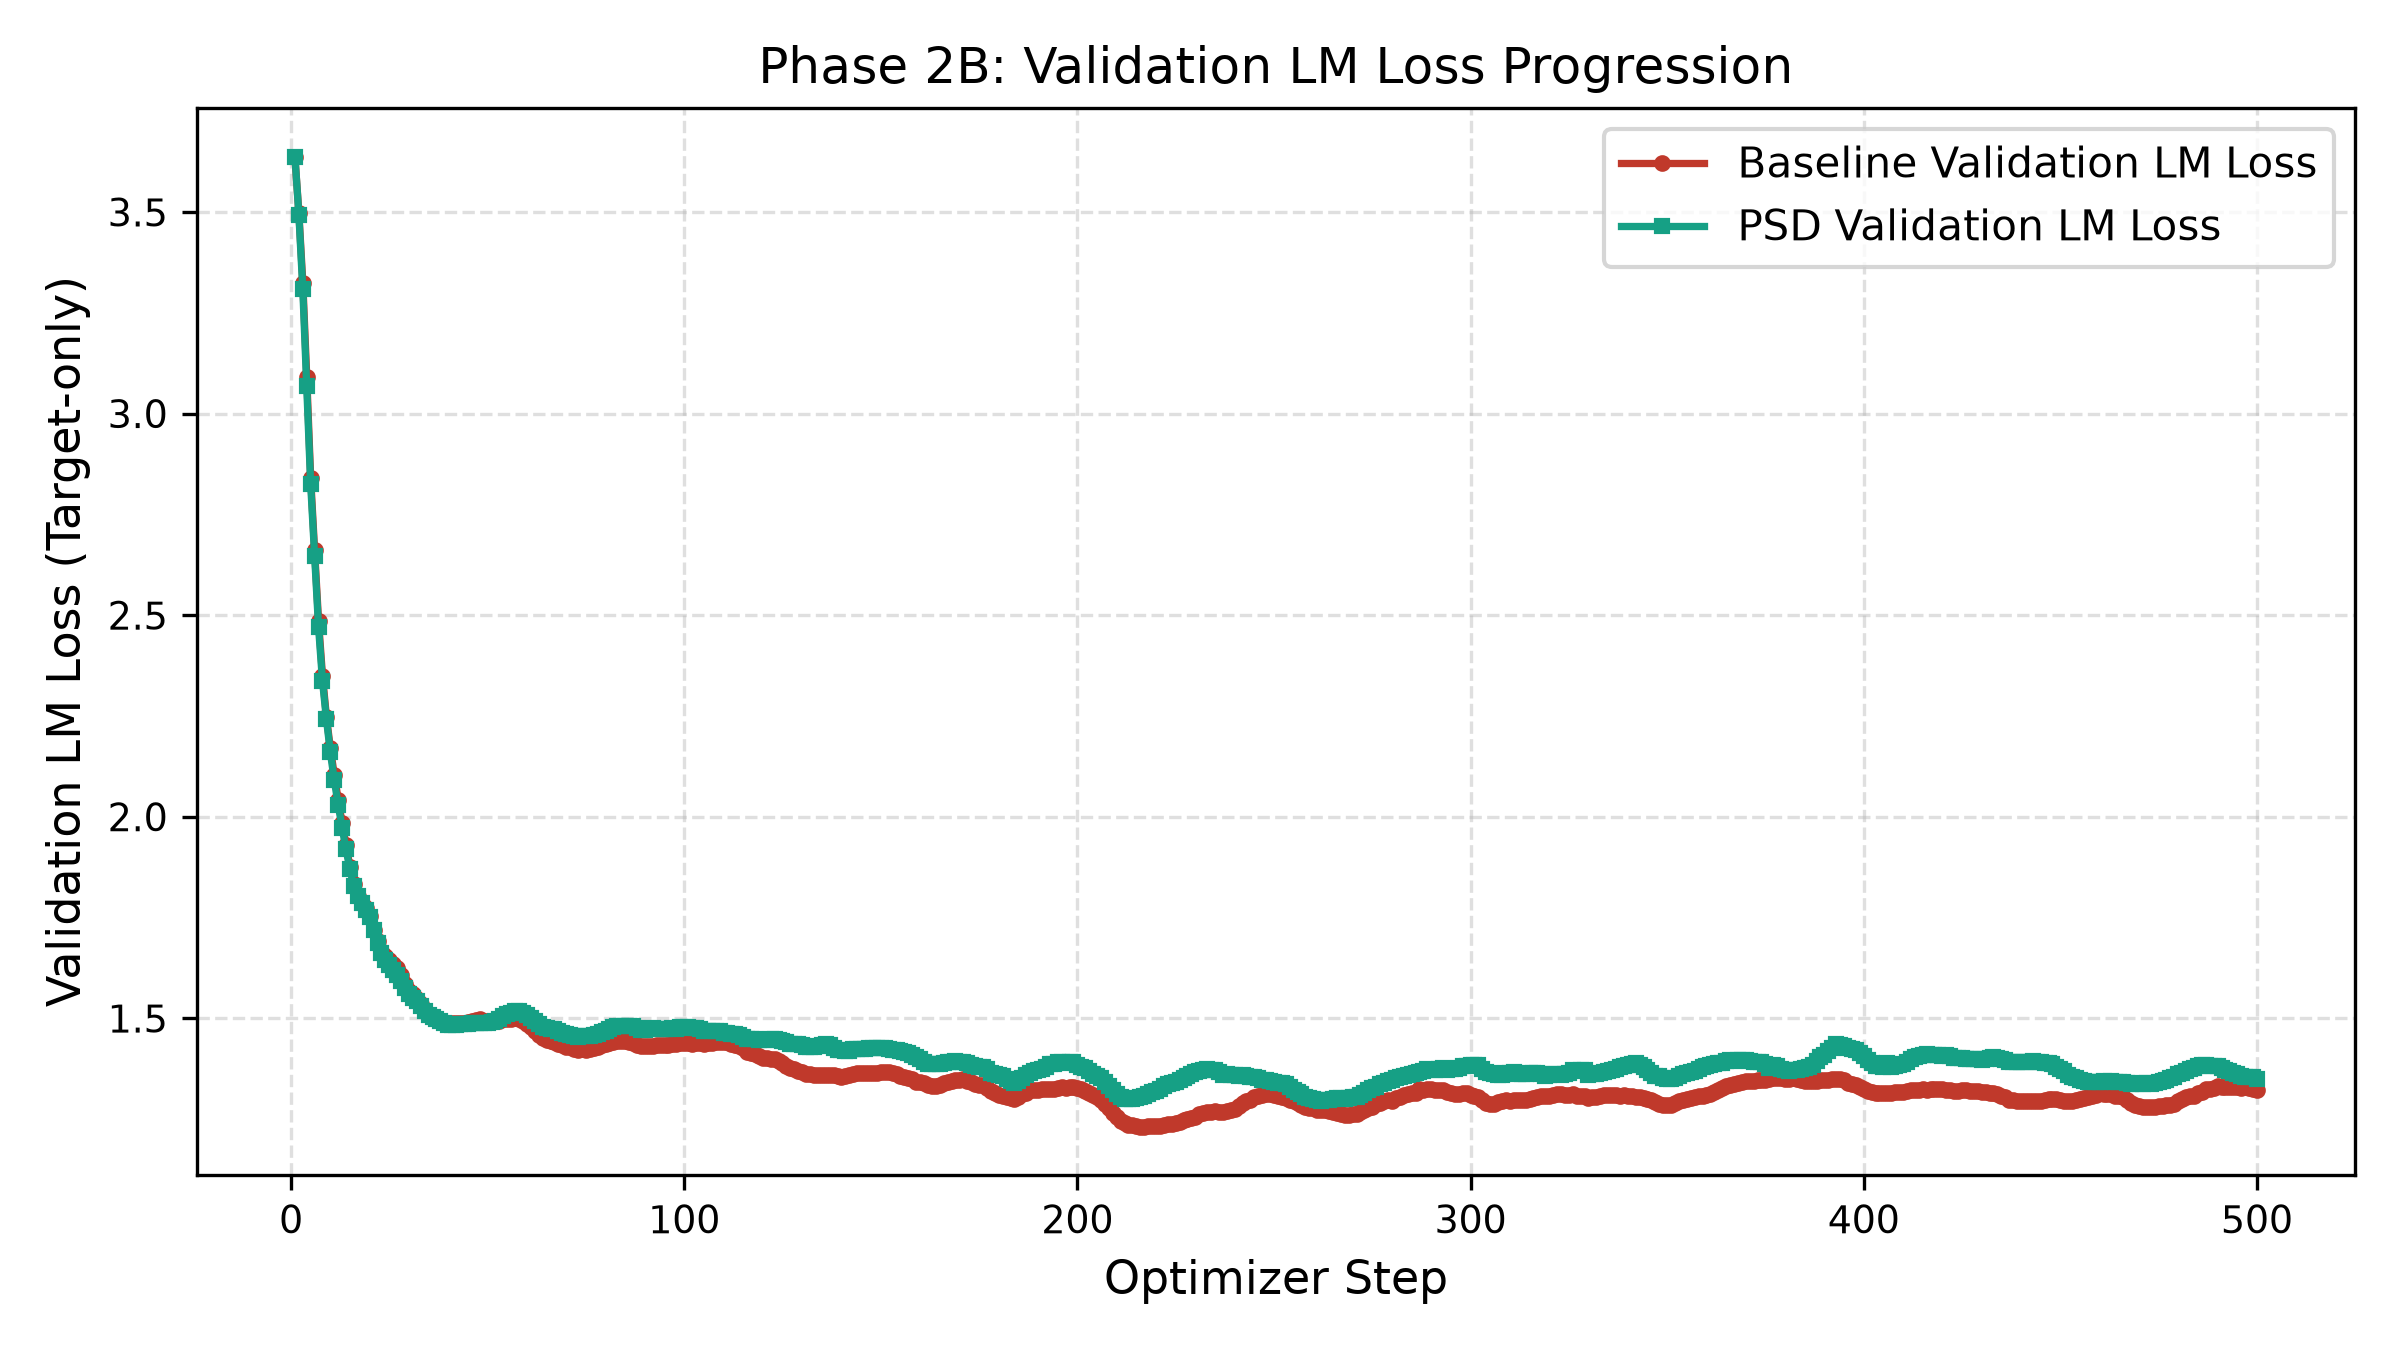 Phase 2B: Validation LM Loss Progression
Baseline Validation LM Loss
PSD Validation LM Loss
Validation LM Loss (Target-only)
3.5
3.0
2.5
2.0
1.5
0
100
200
300
400
500
Optimizer Step